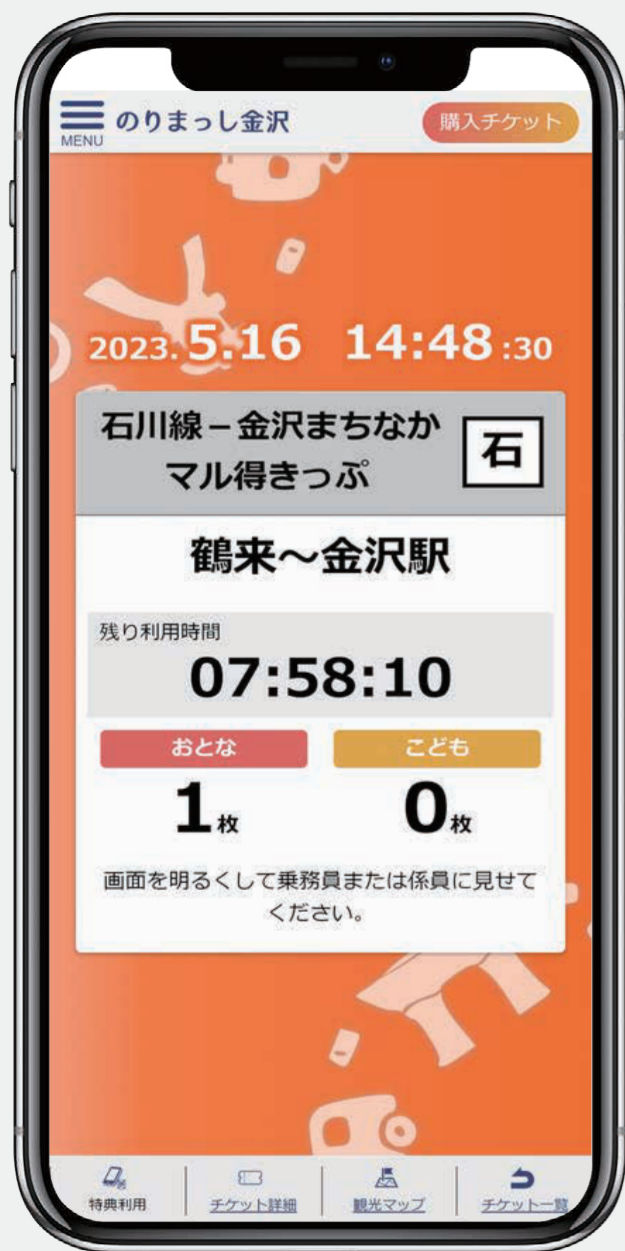 MENU
のりまっし金沢
購入チケット
2023. 5.16 14:48 :30
石川線－金沢まちなか
マル得きっぷ
石
鶴来～金沢駅
残り利用時間
07:58:10
おとな
こども
1枚
0枚
画面を明るくして乗務員または係員に見せて
ください。
特典利用
チケット詳細
観光マップ
チケット一覧